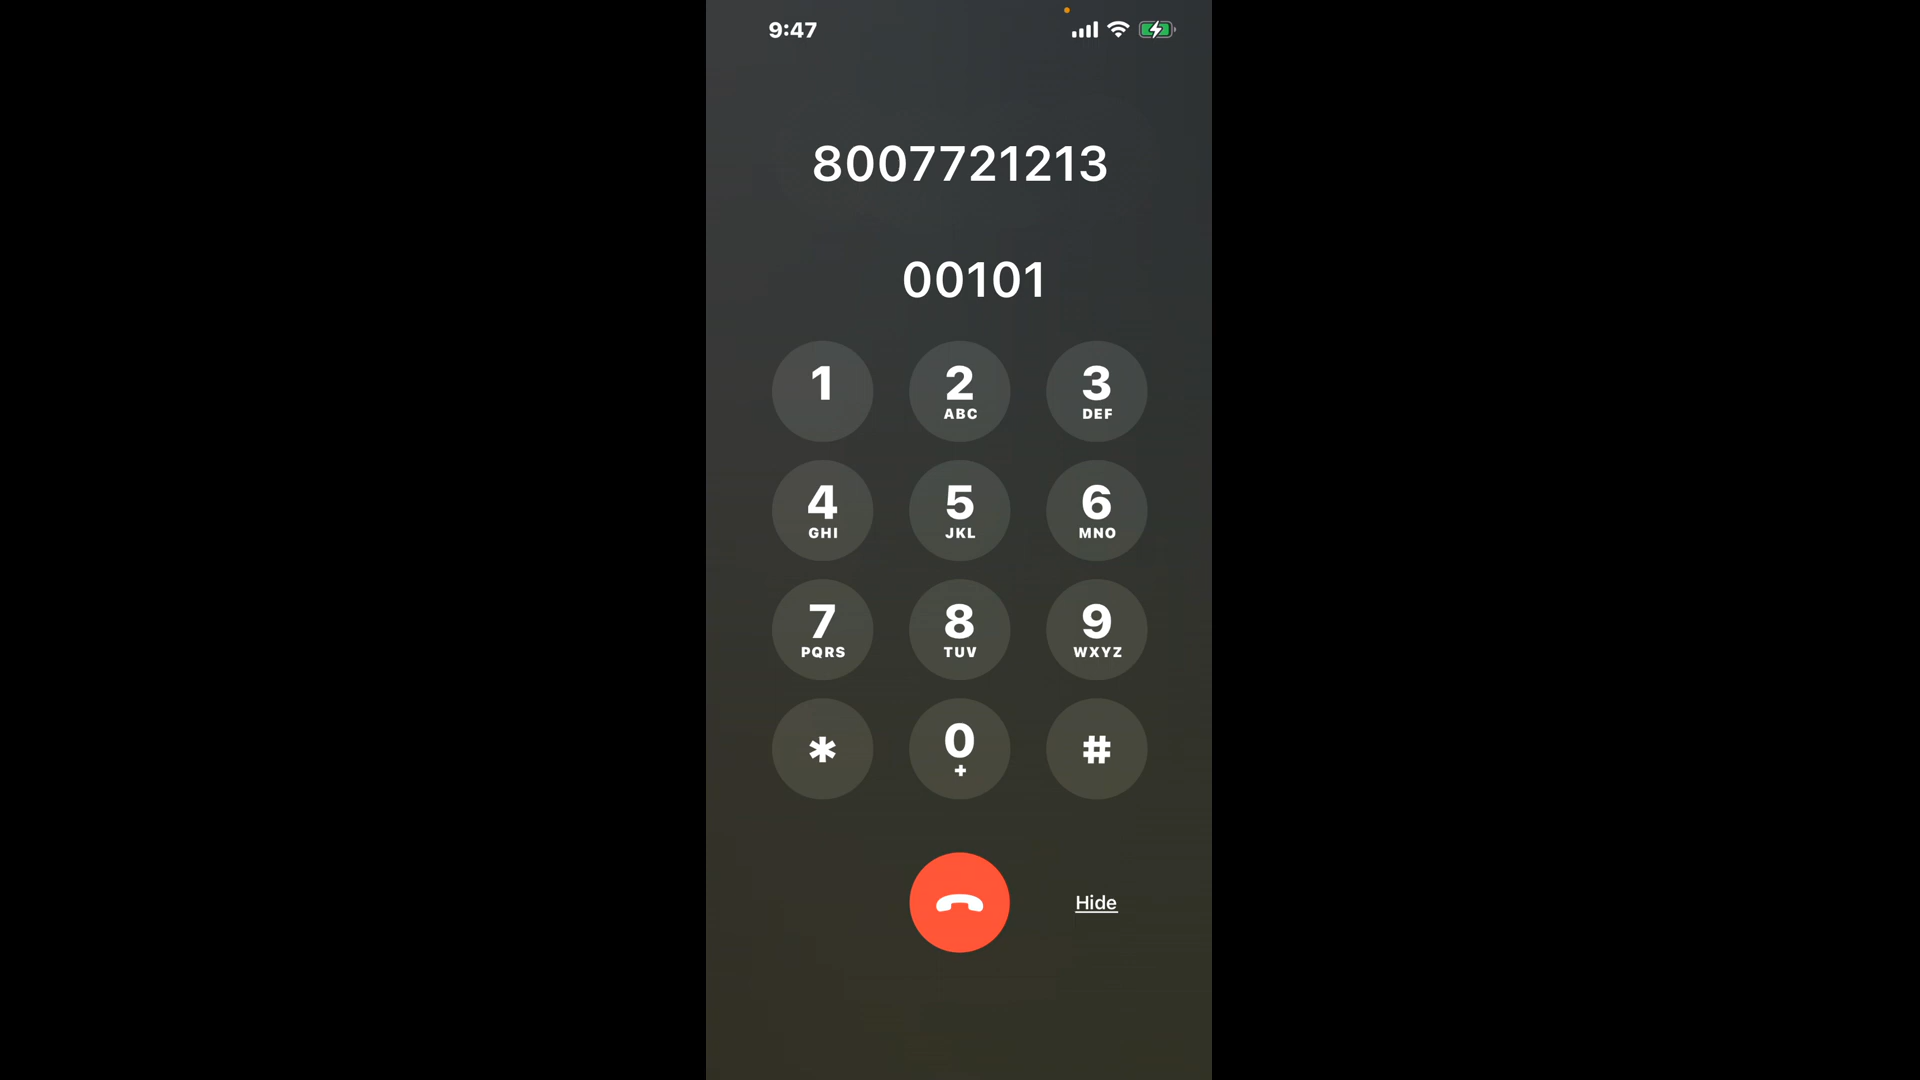 9:47
8007721213
00101
1 2 3
ABC DEF
4 5 6
GHI JKL MNO
7 8 9
PQRS TUV WXYZ
* 0 #
+
Hide